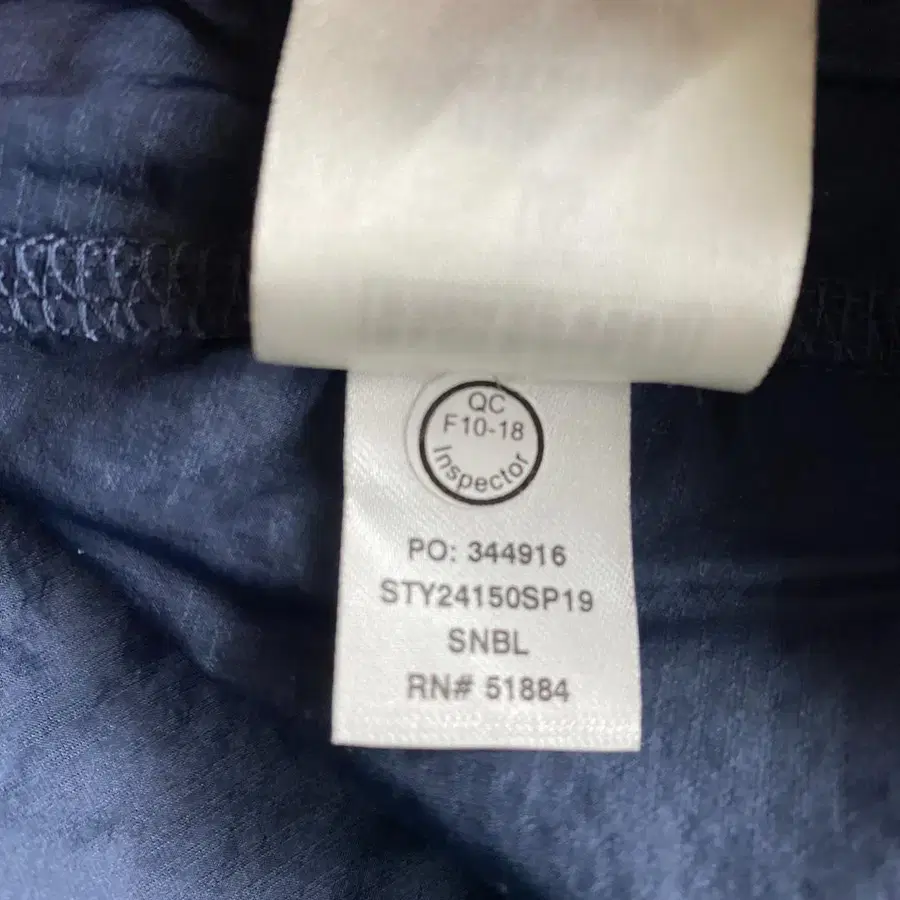 QC
F10-18
Inspector
PO: 344916
STY24150SP19
SNBL
RN# 51884